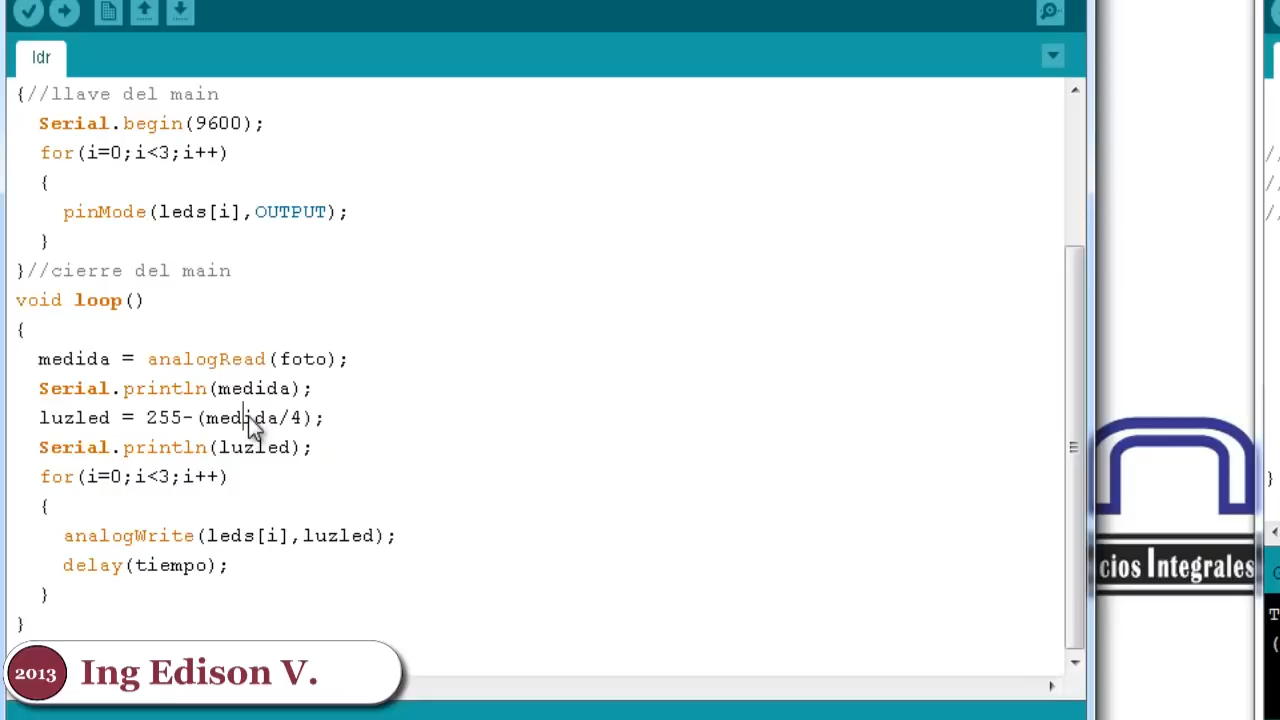 ldr
{//llave del main
Serial.begin(9600);
for(i=0;i<3;i++)
{
pinMode(leds[i],OUTPUT);
}
}//cierre del main
void loop()
{
medida = analogRead(foto);
Serial.println(medida);
luzled = 255-(medida/4);
Serial.println(luzled);
for(i=0;i<3;i++)
{
analogWrite(leds[i],luzled);
delay(tiempo);
}
}
2013 Ing Edison V.
//
//
//
}
Integrales